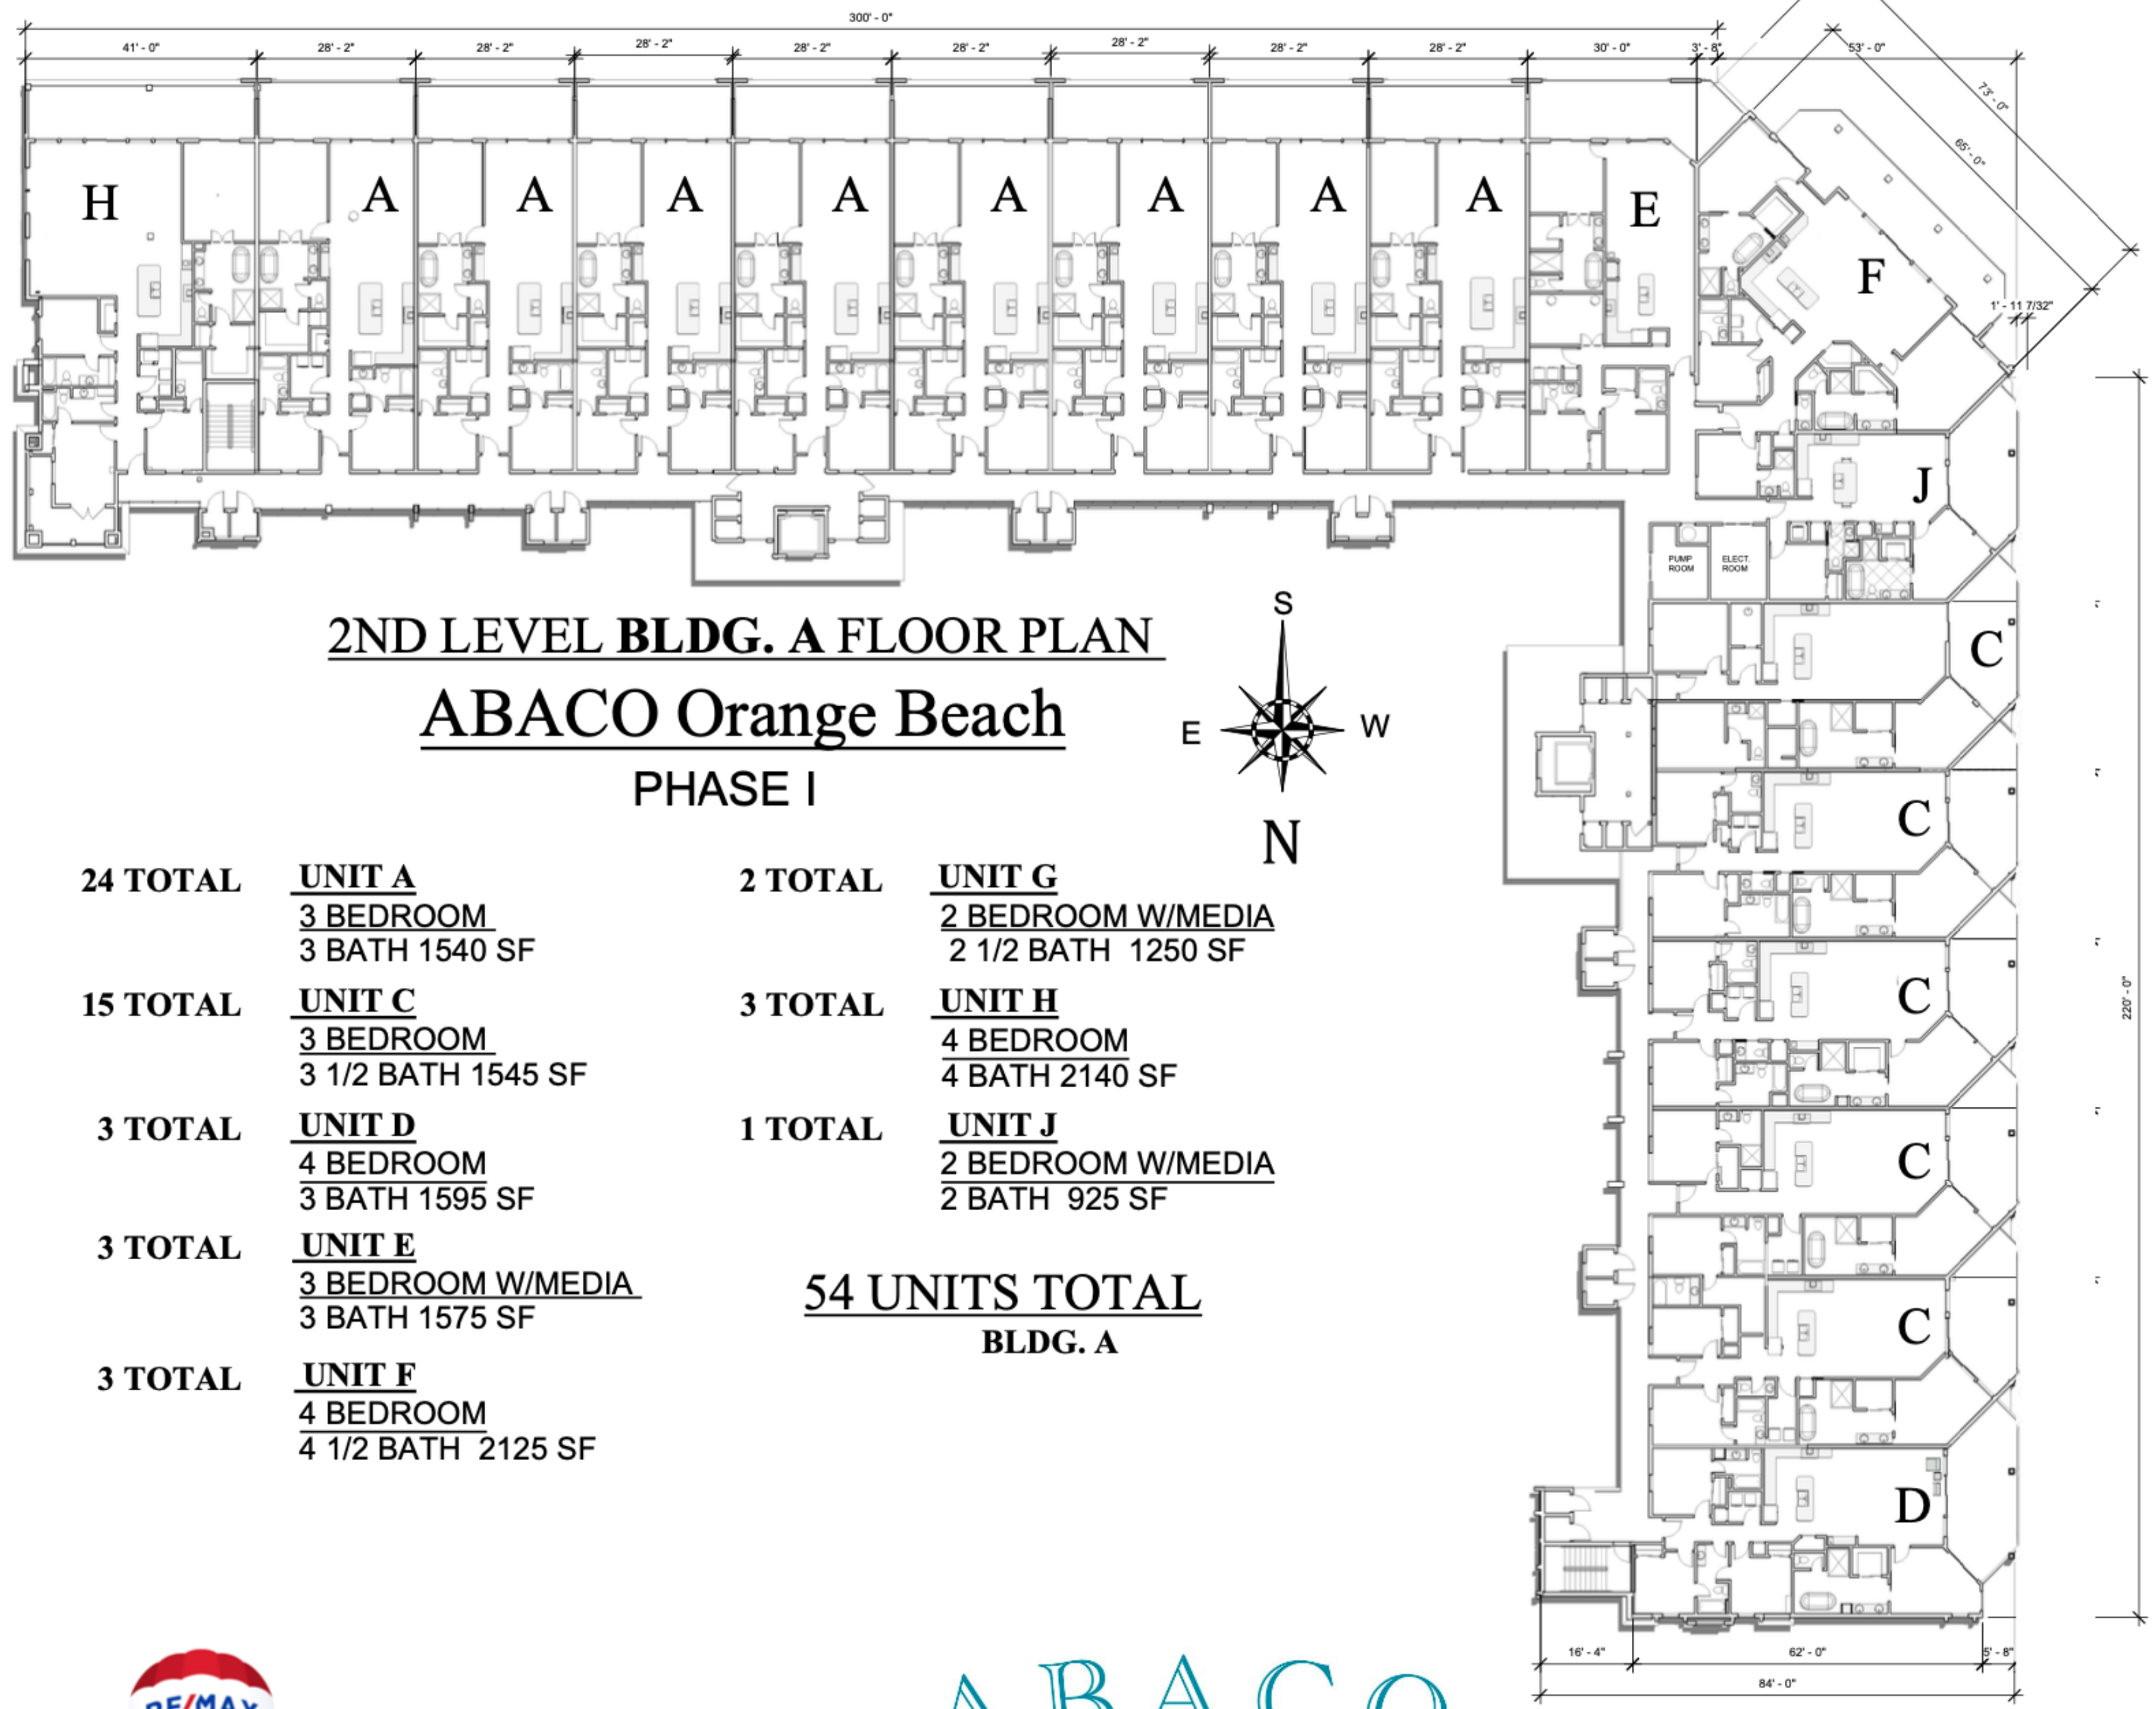 300' - 0"
41' - 0"
28' - 2"
28' - 2"
28' - 2"
28' - 2"
28' - 2"
28' - 2"
28' - 2"
28' - 2"
30' - 0"
3' - 8"
53' - 0"
73' - 0"
65' - 0"
1' - 11 7/32"
H
A
A
A
A
A
A
A
A
E
F
J
PUMP
ROOM
ELECT.
ROOM
C
C
C
C
C
D
220' - 0"
16' - 4"
62' - 0"
5' - 8"
84' - 0"
2ND LEVEL BLDG. A FLOOR PLAN
ABACO Orange Beach
PHASE I
S
E
W
N
24 TOTAL UNIT A
3 BEDROOM
3 BATH 1540 SF
15 TOTAL UNIT C
3 BEDROOM
3 1/2 BATH 1545 SF
3 TOTAL UNIT D
4 BEDROOM
3 BATH 1595 SF
3 TOTAL UNIT E
3 BEDROOM W/MEDIA
3 BATH 1575 SF
3 TOTAL UNIT F
4 BEDROOM
4 1/2 BATH 2125 SF
2 TOTAL UNIT G
2 BEDROOM W/MEDIA
2 1/2 BATH 1250 SF
3 TOTAL UNIT H
4 BEDROOM
4 BATH 2140 SF
1 TOTAL UNIT J
2 BEDROOM W/MEDIA
2 BATH 925 SF
54 UNITS TOTAL
BLDG. A
RE/MAX
ABACO